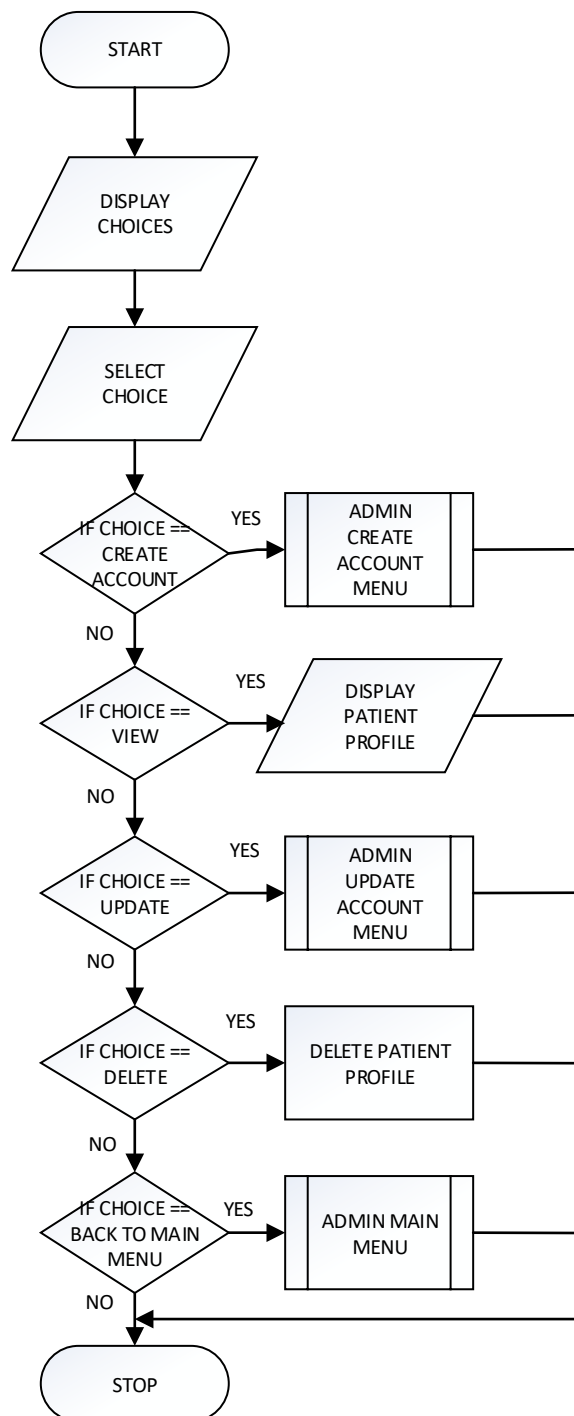 START
DISPLAY
CHOICES
SELECT
CHOICE
IF CHOICE ==
CREATE
ACCOUNT
YES
ADMIN
CREATE
ACCOUNT
MENU
NO
IF CHOICE ==
VIEW
YES
DISPLAY
PATIENT
PROFILE
NO
IF CHOICE ==
UPDATE
YES
ADMIN
UPDATE
ACCOUNT
MENU
NO
IF CHOICE ==
DELETE
YES
DELETE PATIENT
PROFILE
NO
IF CHOICE ==
BACK TO MAIN
MENU
YES
ADMIN MAIN
MENU
NO
STOP